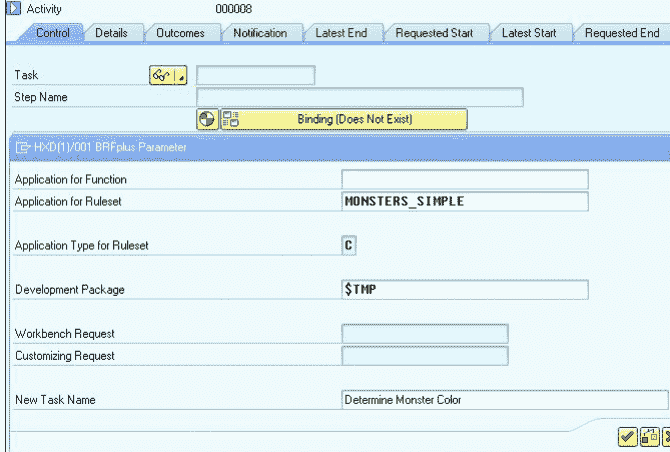 Activity 000008
Control Details Outcomes Notification Latest End Requested Start Latest Start Requested End
Task
Step Name
Binding (Does Not Exist)
HXD(1)/001 BRFplus Parameter
Application for Function
Application for Ruleset MONSTERS_SIMPLE
Application Type for Ruleset C
Development Package $TMP
Workbench Request
Customizing Request
New Task Name Determine Monster Color